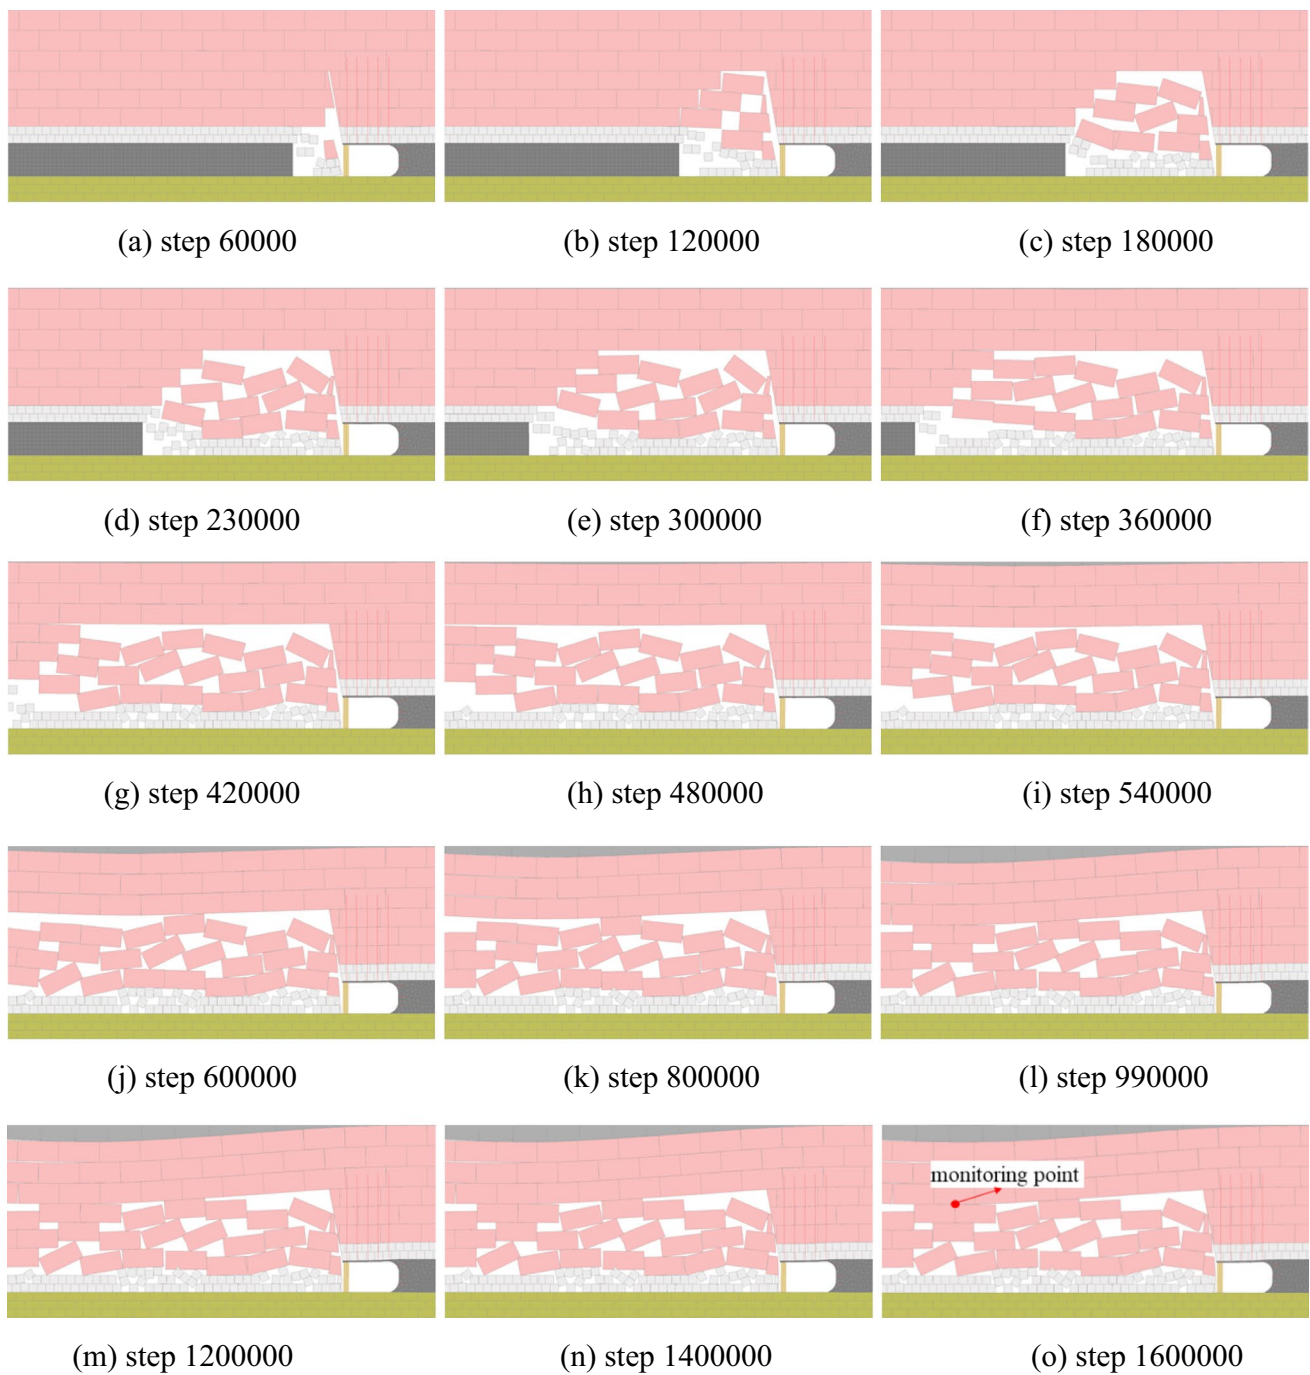 (a) step 60000
(b) step 120000
(c) step 180000
(d) step 230000
(e) step 300000
(f) step 360000
(g) step 420000
(h) step 480000
(i) step 540000
(j) step 600000
(k) step 800000
(l) step 990000
monitoring point
(m) step 1200000
(n) step 1400000
(o) step 1600000